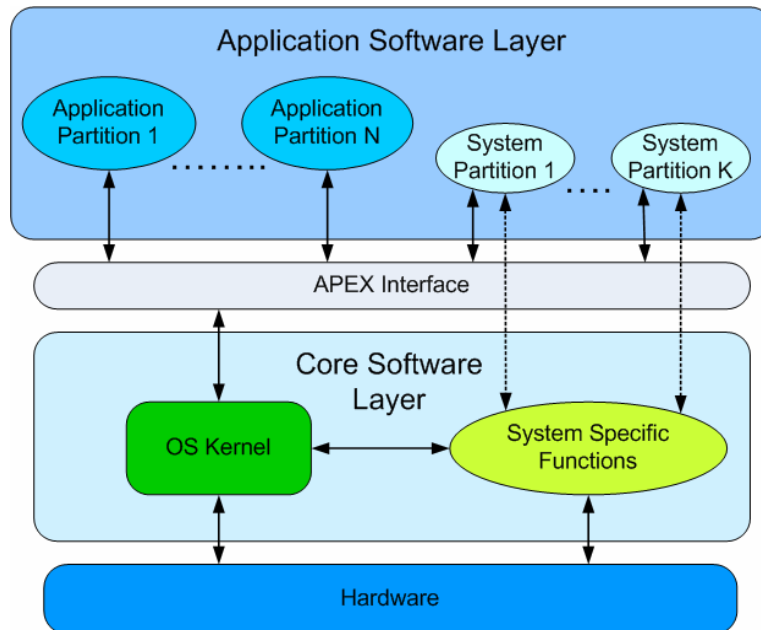 Application Software Layer
Application
Partition 1
Application
Partition N
System
Partition 1
System
Partition K
APEX Interface
Core Software
Layer
OS Kernel
System Specific
Functions
Hardware